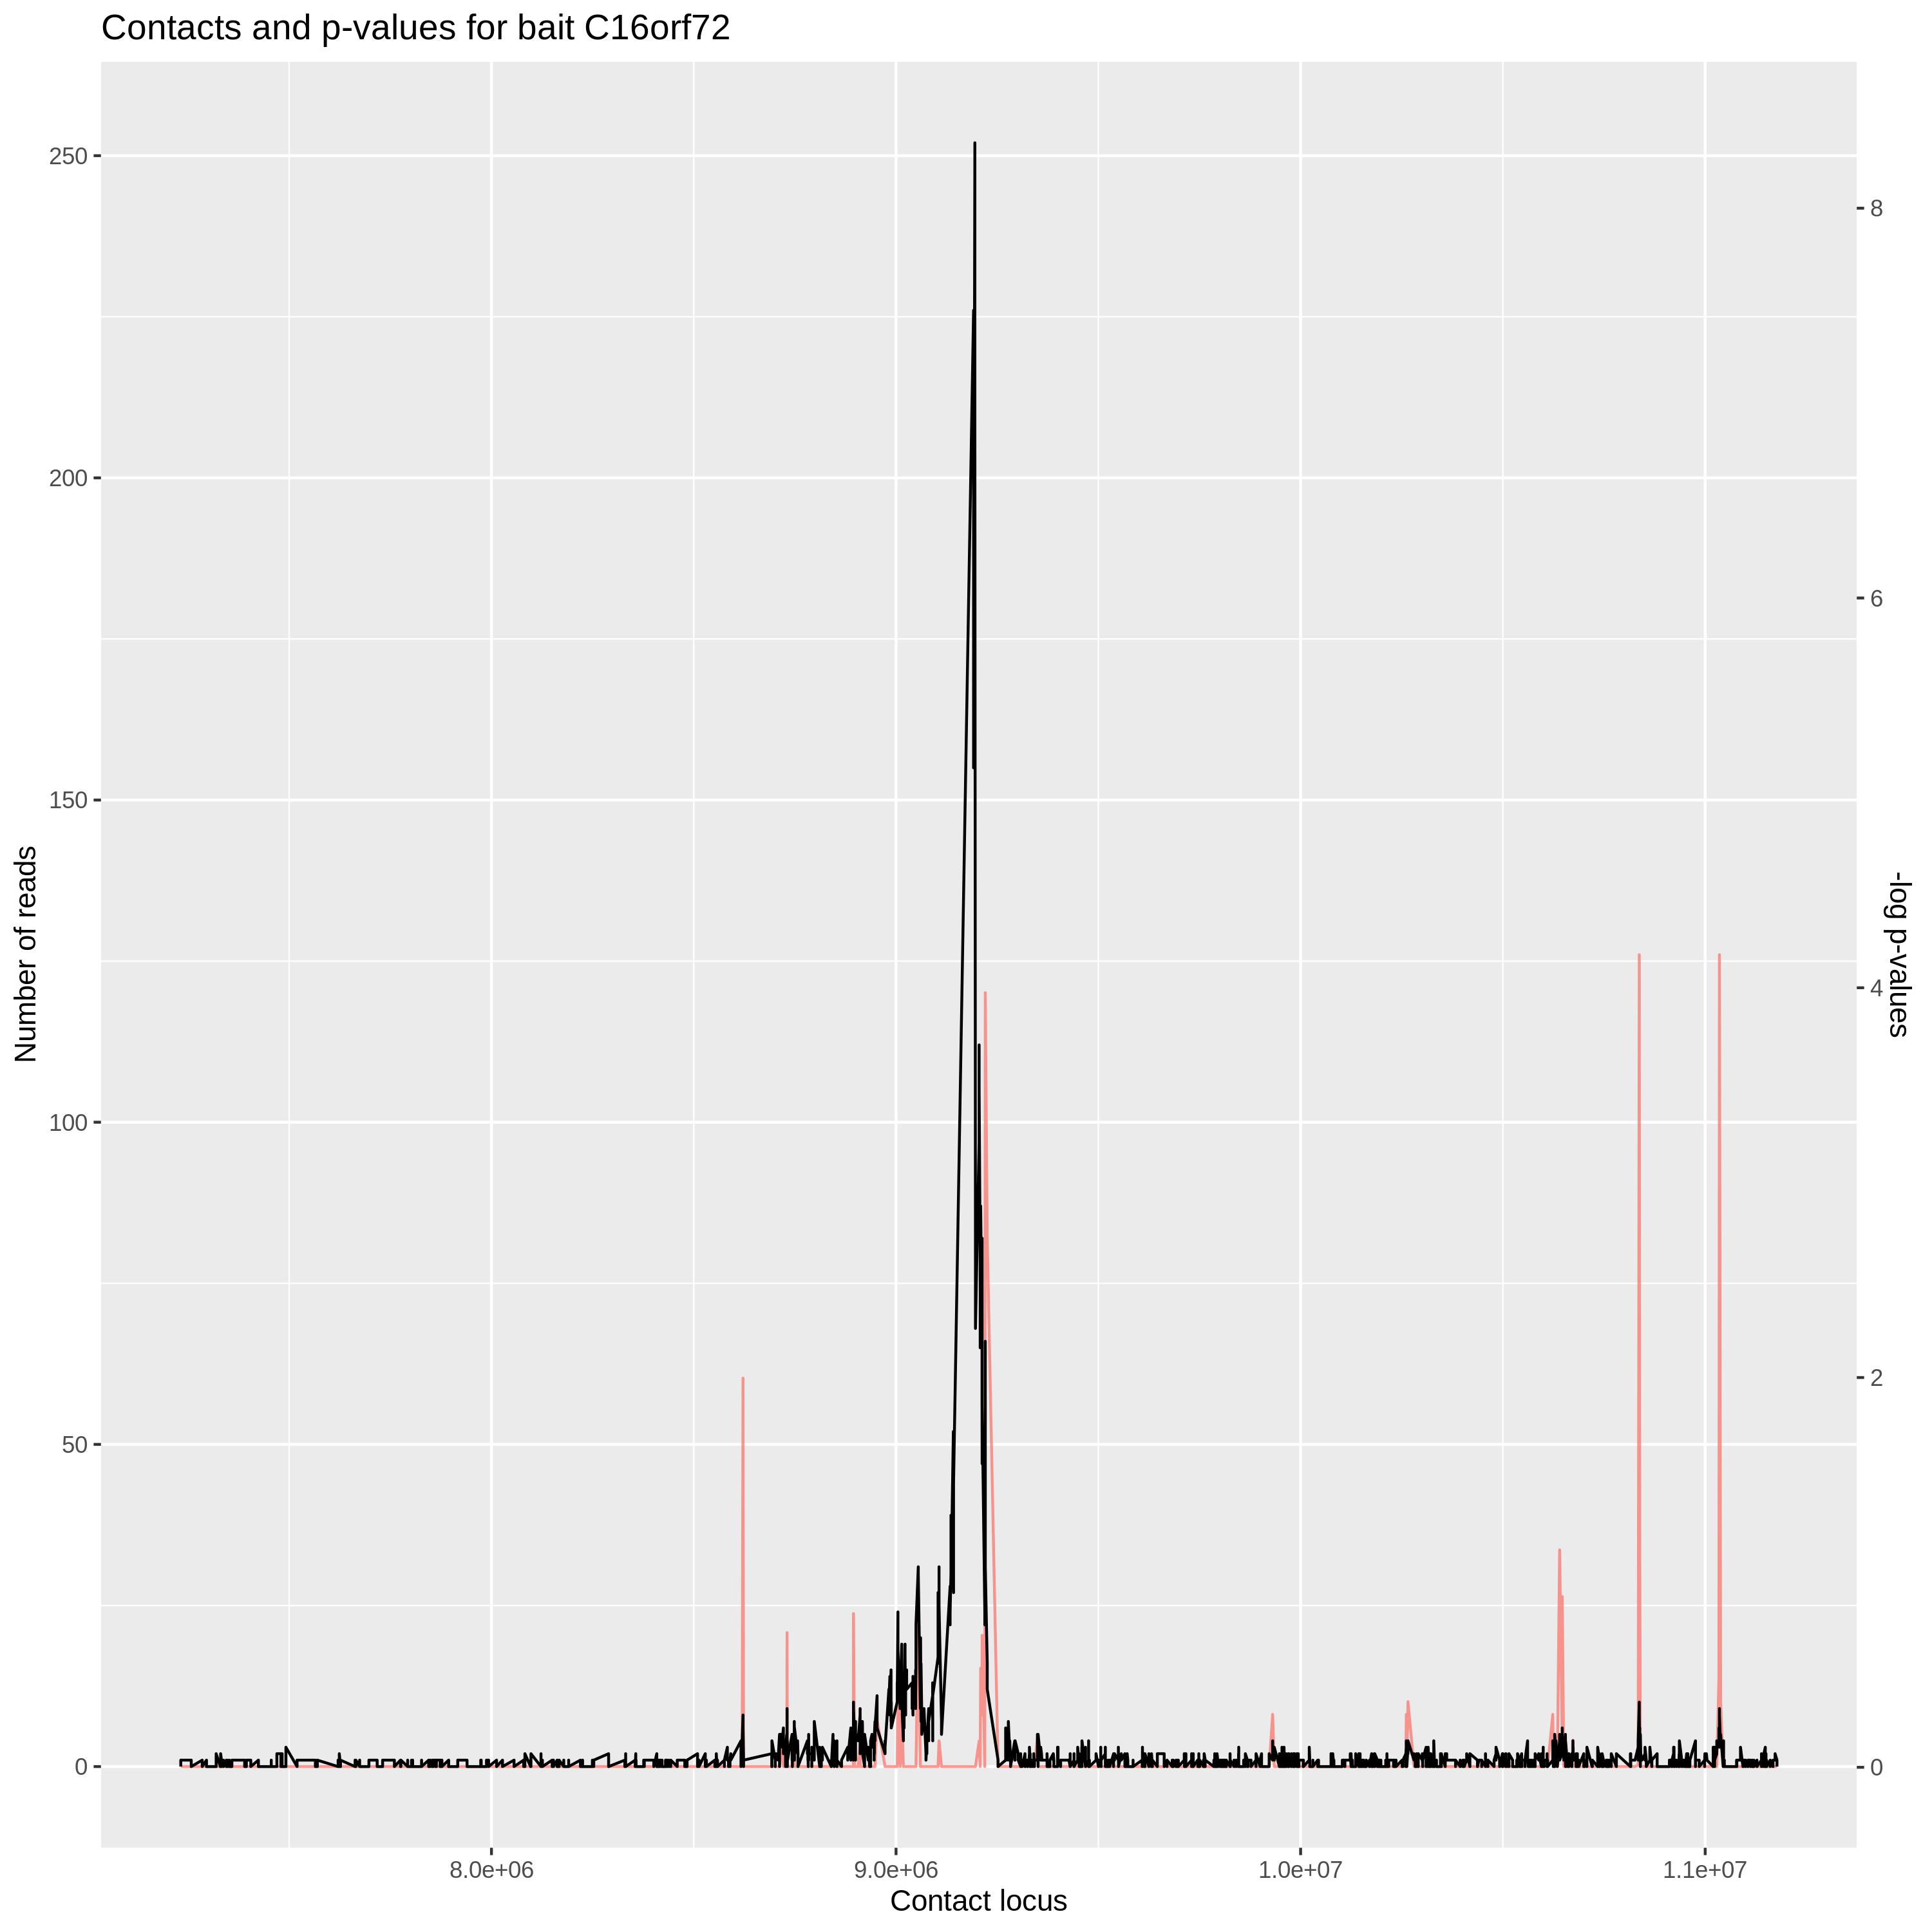 Contacts and p-values for bait C16orf72
250
200
150
100
50
0
Number of reads
8
6
4
2
0
-log p-values
8.0e+06
9.0e+06
1.0e+07
1.1e+07
Contact locus